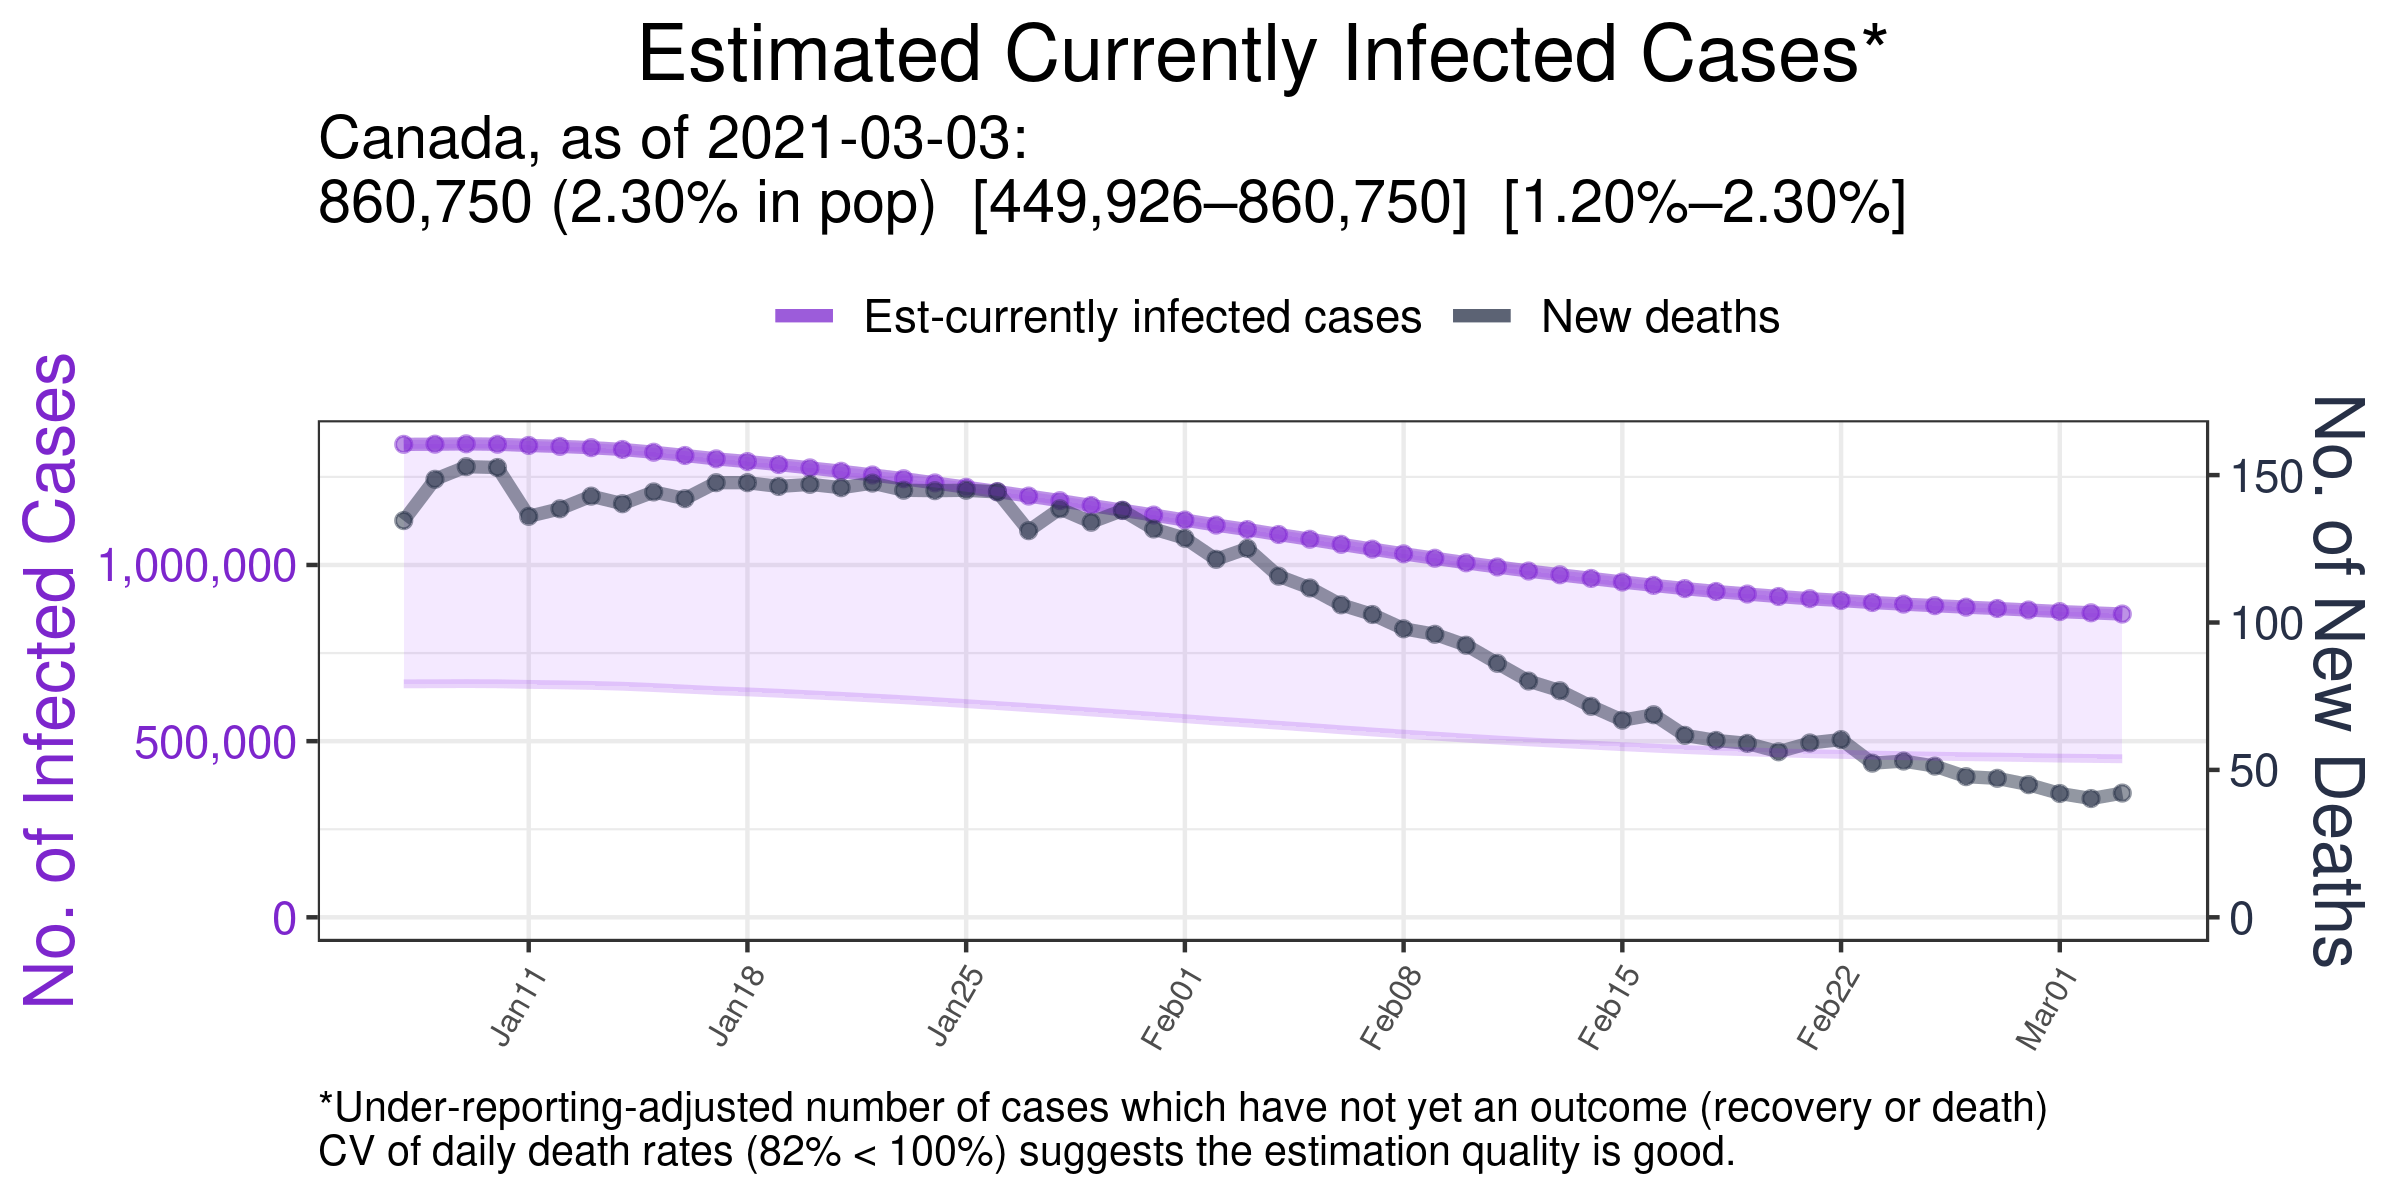 Estimated Currently Infected Cases*
Canada, as of 2021-03-03:
860,750 (2.30% in pop)  [449,926–860,750]  [1.20%–2.30%]
Est-currently infected cases
New deaths
No. of Infected Cases
1,000,000
500,000
0
150
100
50
0
No. of New Deaths
Jan11
Jan18
Jan25
Feb01
Feb08
Feb15
Feb22
Mar01
*Under-reporting-adjusted number of cases which have not yet an outcome (recovery or death)
CV of daily death rates (82% < 100%) suggests the estimation quality is good.